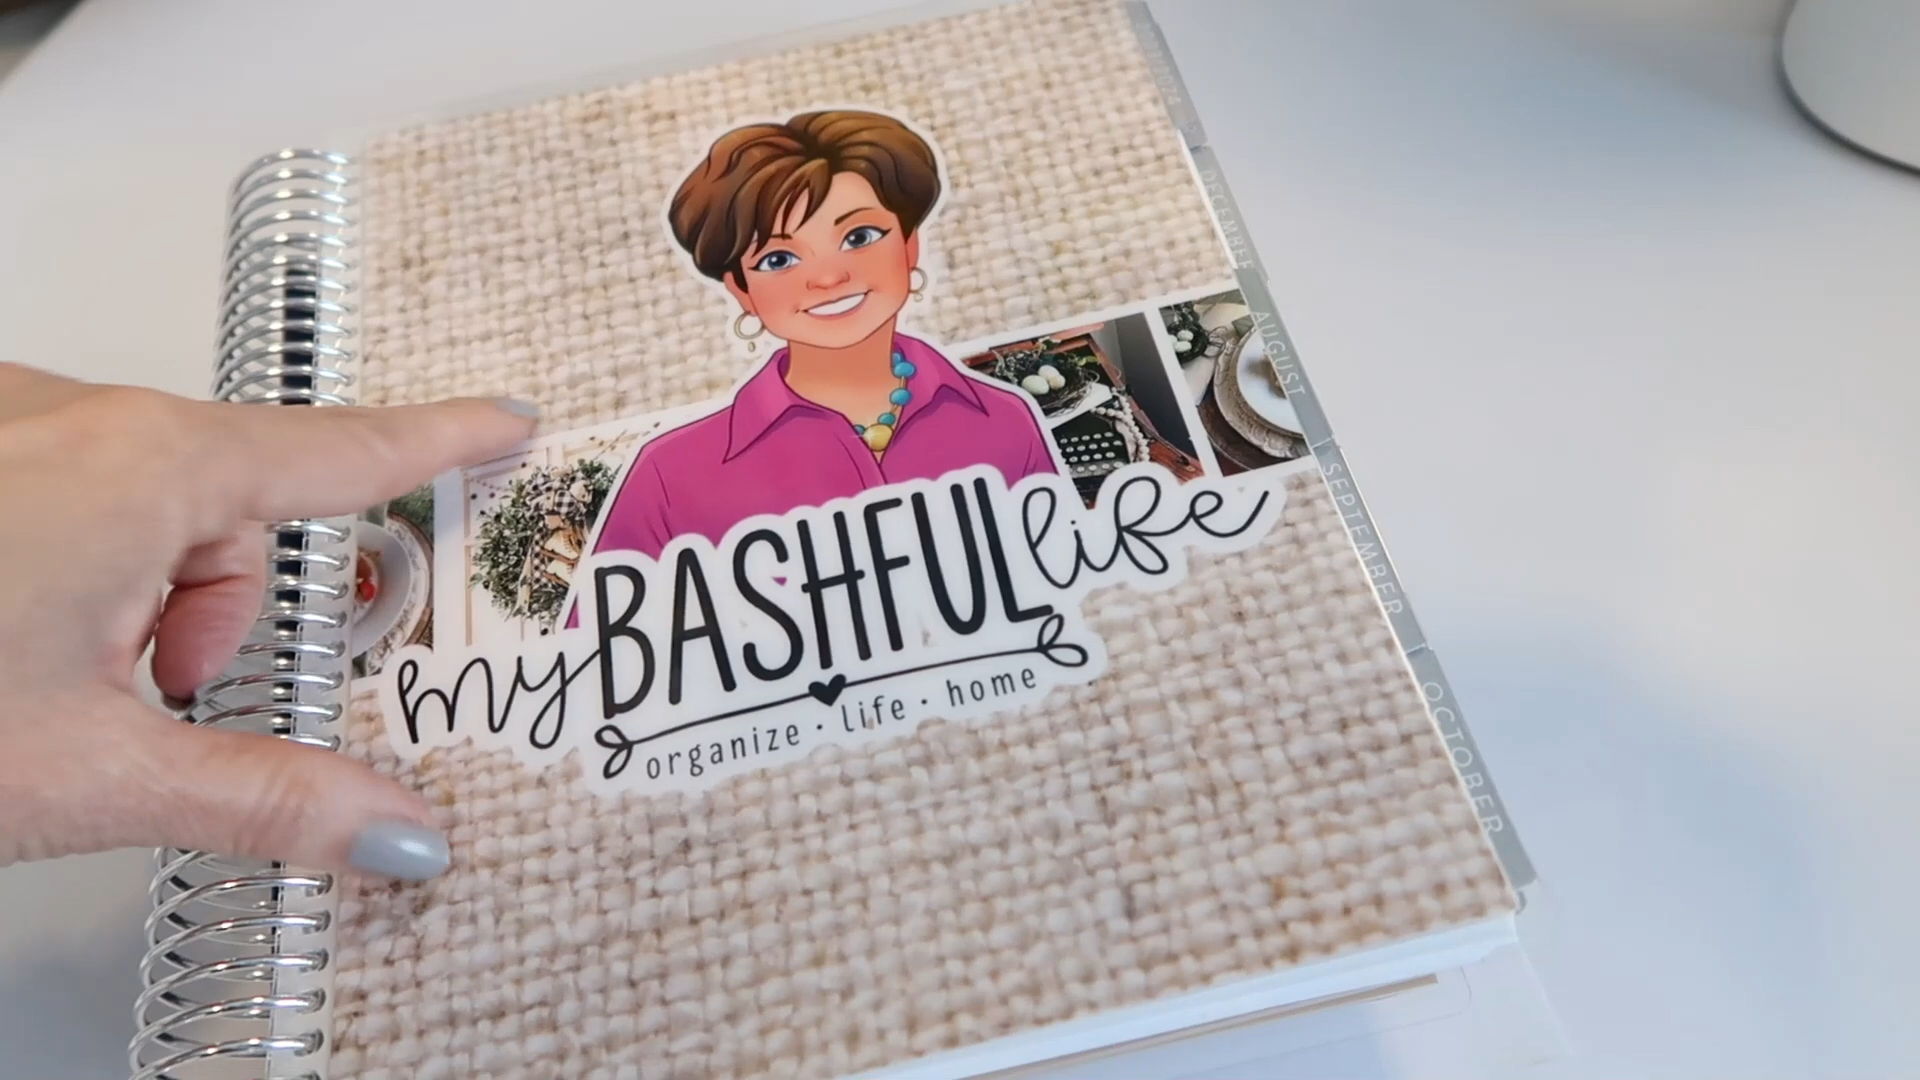 my BASHFUL life
organize · life · home
DECEMBER
AUGUST
SEPTEMBER
OCTOBER